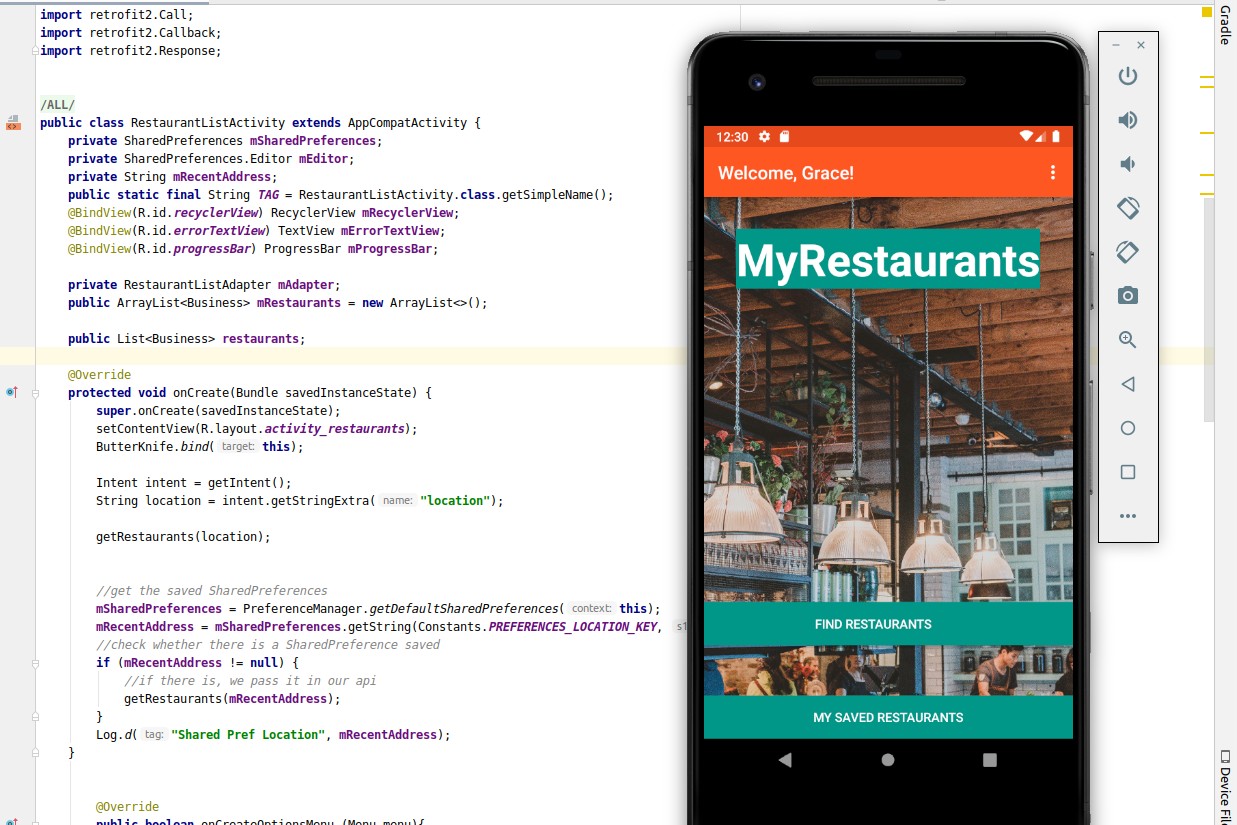 import retrofit2.Call;
import retrofit2.Callback;
import retrofit2.Response;
/ALL/
public class RestaurantListActivity extends AppCompatActivity {
private SharedPreferences mSharedPreferences;
private SharedPreferences.Editor mEditor;
private String mRecentAddress;
public static final String TAG = RestaurantListActivity.class.getSimpleName();
@BindView(R.id.recyclerView) RecyclerView mRecyclerView;
@BindView(R.id.errorTextView) TextView mErrorTextView;
@BindView(R.id.progressBar) ProgressBar mProgressBar;
private RestaurantListAdapter mAdapter;
public ArrayList<Business> mRestaurants = new ArrayList<>();
public List<Business> restaurants;
@Override
protected void onCreate(Bundle savedInstanceState) {
super.onCreate(savedInstanceState);
setContentView(R.layout.activity_restaurants);
ButterKnife.bind( target: this);
Intent intent = getIntent();
String location = intent.getStringExtra( name: "location");
getRestaurants(location);
//get the saved SharedPreferences
mSharedPreferences = PreferenceManager.getDefaultSharedPreferences( context: this);
mRecentAddress = mSharedPreferences.getString(Constants.PREFERENCES_LOCATION_KEY,
//check whether there is a SharedPreference saved
if (mRecentAddress != null) {
//if there is, we pass it in our api
getRestaurants(mRecentAddress);
}
Log.d( tag: "Shared Pref Location", mRecentAddress);
}
@Override
public boolean onCreateOptionsMenu (Menu menu){
12:30
Welcome, Grace!
MyRestaurants
FIND RESTAURANTS
MY SAVED RESTAURANTS
Gradle
Device File